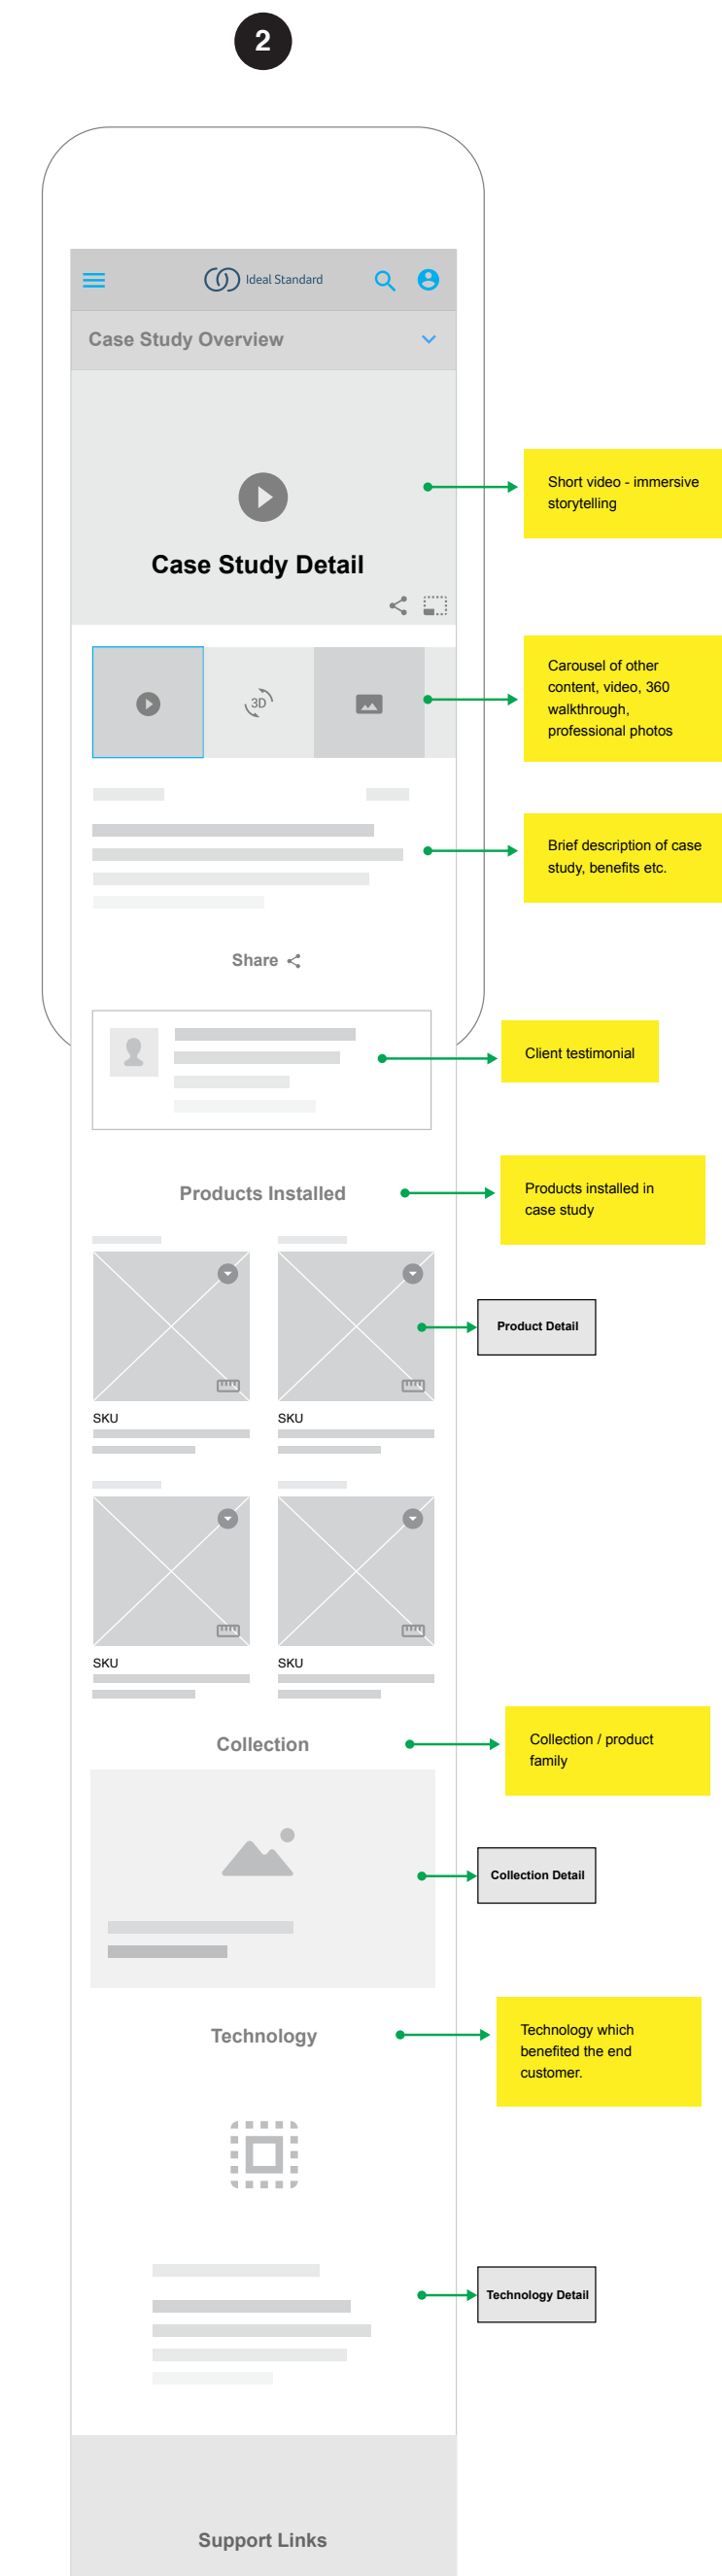 2
Ideal Standard
Case Study Overview
Short video - immersive
storytelling
Case Study Detail
Carousel of other
content, video, 360
walkthrough,
professional photos
3D
Brief description of case
study, benefits etc.
Share
Client testimonial
Products Installed
Products installed in
case study
Product Detail
SKU
SKU
SKU
SKU
Collection
Collection / product
family
Collection Detail
Technology
Technology which
benefited the end
customer.
Technology Detail
Support Links